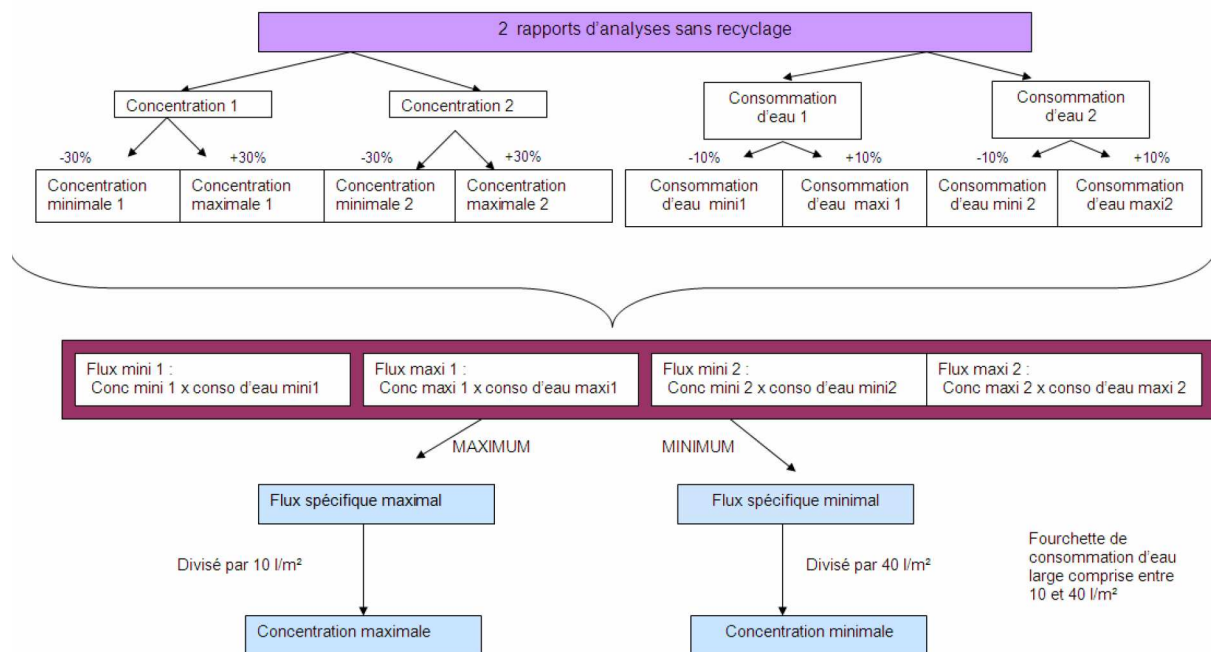 2 rapports d'analyses sans recyclage
Concentration 1
Concentration 2
Consommation
d'eau 1
Consommation
d'eau 2
-30%
+30%
-30%
+30%
-10%
+10%
-10%
+10%
Concentration
minimale 1
Concentration
maximale 1
Concentration
minimale 2
Concentration
maximale 2
Consommation
d'eau mini1
Consommation
d'eau maxi 1
Consommation
d'eau mini 2
Consommation
d'eau maxi2
Flux mini 1 :
Conc mini 1 x conso d'eau mini1
Flux maxi 1 :
Conc maxi 1 x conso d'eau maxi1
Flux mini 2 :
Conc mini 2 x conso d'eau mini2
Flux maxi 2 :
Conc maxi 2 x conso d'eau maxi 2
MAXIMUM
MINIMUM
Flux spécifique maximal
Flux spécifique minimal
Divisé par 10 l/m²
Divisé par 40 l/m²
Fourchette de
consommation d'eau
large comprise entre
10 et 40 l/m²
Concentration maximale
Concentration minimale